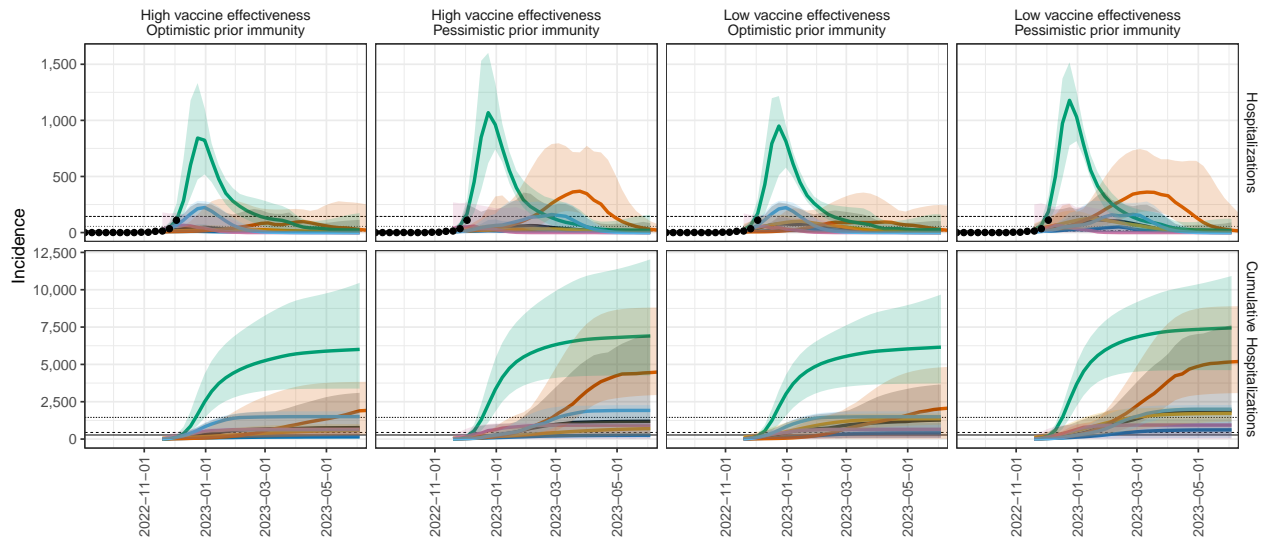 High vaccine effectiveness
Optimistic prior immunity
High vaccine effectiveness
Pessimistic prior immunity
Low vaccine effectiveness
Optimistic prior immunity
Low vaccine effectiveness
Pessimistic prior immunity
Incidence
1,500
1,000
500
0
Hospitalizations
12,500
10,000
7,500
5,000
2,500
0
Cumulative Hospitalizations
2022−11−01
2023−01−01
2023−03−01
2023−05−01
2022−11−01
2023−01−01
2023−03−01
2023−05−01
2022−11−01
2023−01−01
2023−03−01
2023−05−01
2022−11−01
2023−01−01
2023−03−01
2023−05−01